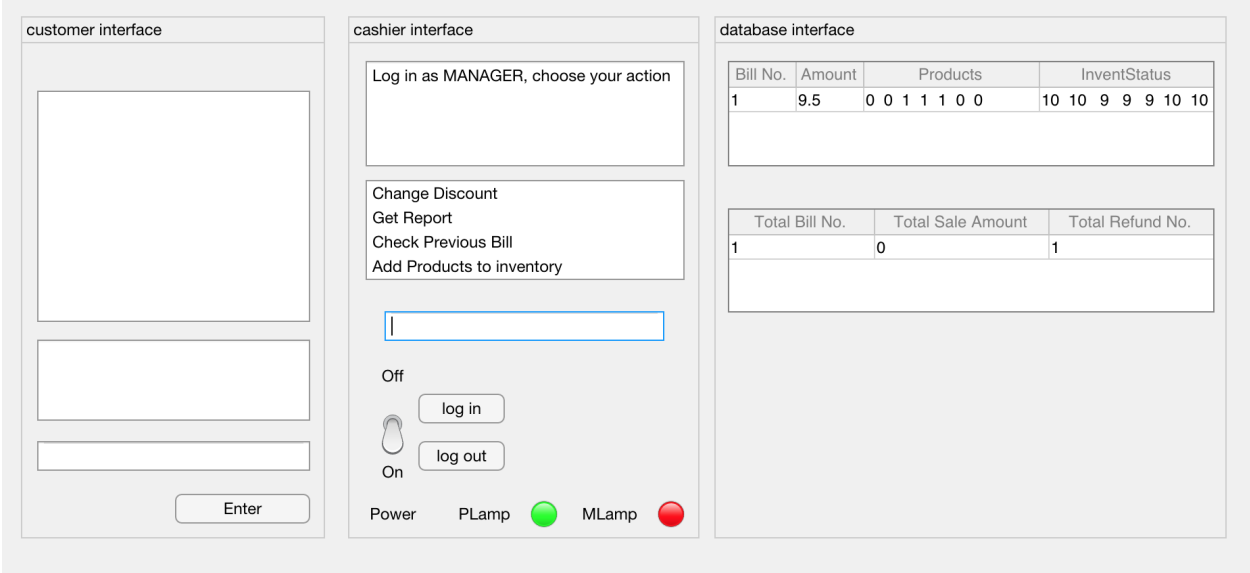 customer interface
Enter
cashier interface
Log in as MANAGER, choose your action
Change Discount
Get Report
Check Previous Bill
Add Products to inventory
Off
log in
log out
On
Power PLamp MLamp
database interface
Bill No. Amount Products InventStatus
1 9.5 0 0 1 1 1 0 0 10 10 9 9 9 10 10
Total Bill No. Total Sale Amount Total Refund No.
1 0 1